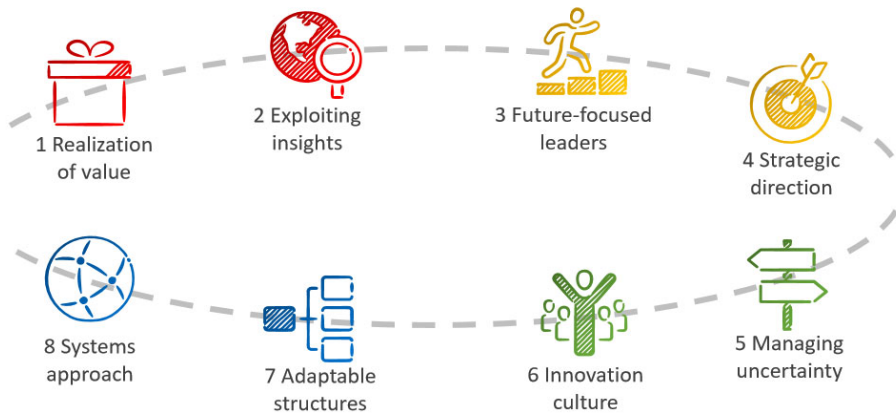 1 Realization
of value
2 Exploiting
insights
3 Future-focused
leaders
4 Strategic
direction
5 Managing
uncertainty
6 Innovation
culture
7 Adaptable
structures
8 Systems
approach